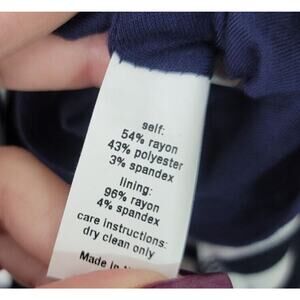 self:
54% rayon
43% polyester
3% spandex
lining:
96% rayon
4% spandex
care instructions:
dry clean only
Made in